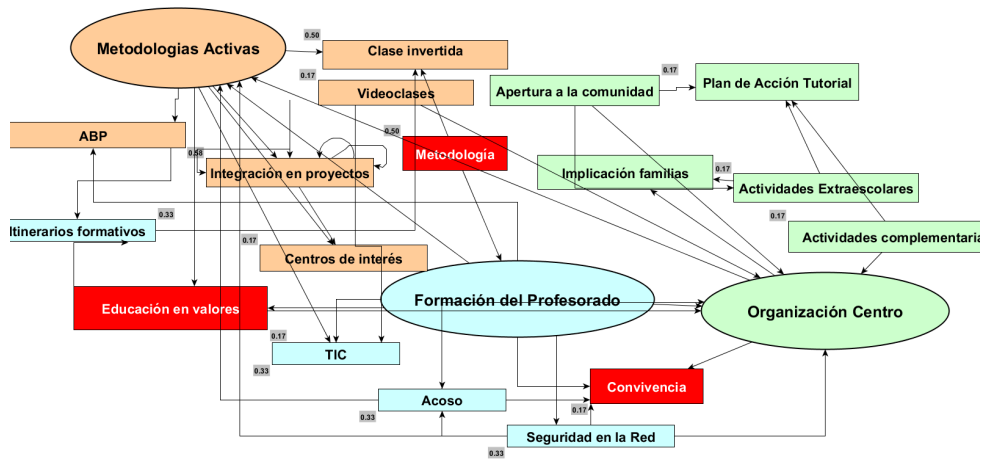 Metodologias Activas
0.50
Clase invertida
0.17
Videoclases
0.17
Apertura a la comunidad
Plan de Acción Tutorial
ABP
0.50
Metodología
0.58
Integración en proyectos
Implicación familias
0.17
Actividades Extraescolares
0.33
Itinerarios formativos
0.17
Actividades complementaria
0.17
Centros de interés
Educación en valores
Formación del Profesorado
Organización Centro
0.17
TIC
0.33
Convivencia
Acoso
0.33
0.17
Seguridad en la Red
0.33